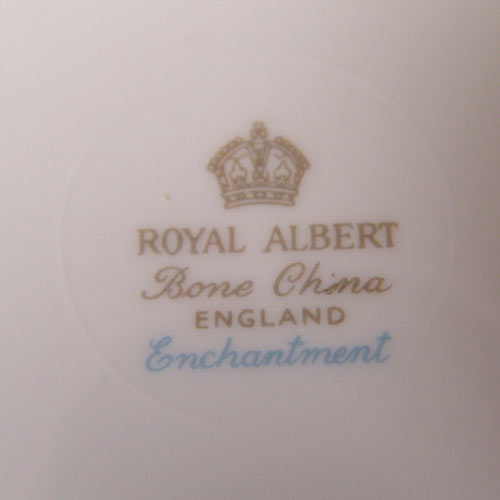 ROYAL ALBERT
Bone China
ENGLAND
Enchantment